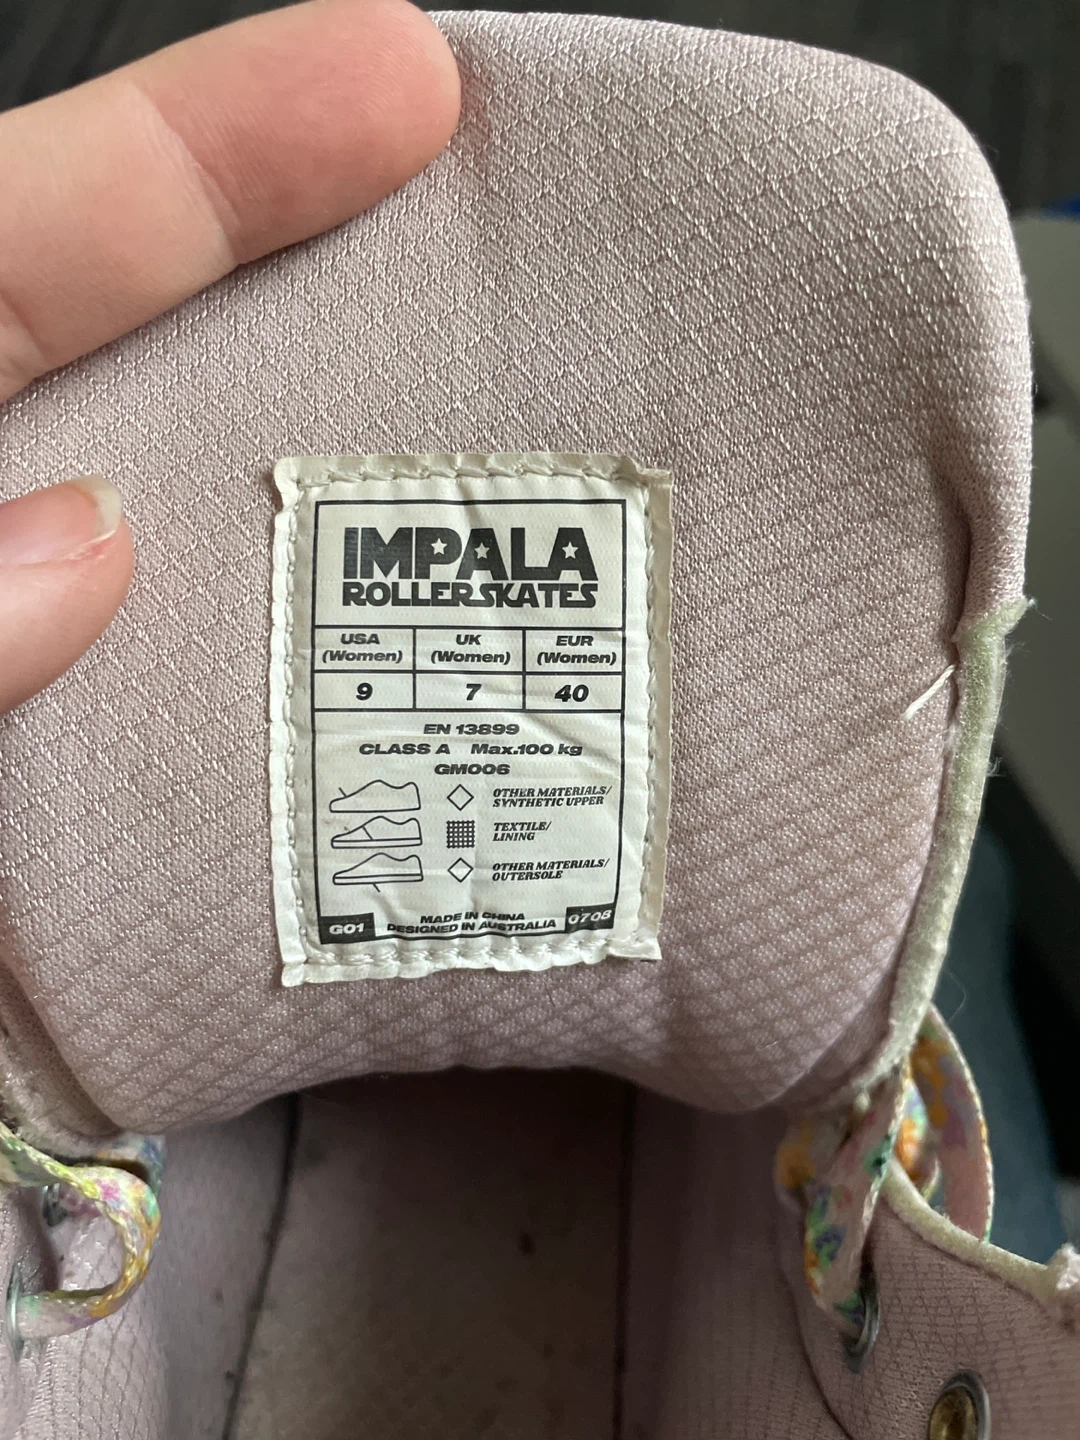 IMPALA
ROLLERSKATES
USA UK EUR
(Women) (Women) (Women)
9 7 40
EN 13899
CLASS A Max.100 kg
GM006
OTHER MATERIALS/
SYNTHETIC UPPER
TEXTILE/
LINING
OTHER MATERIALS/
OUTERSOLE
MADE IN CHINA
G01 DESIGNED IN AUSTRALIA 0708